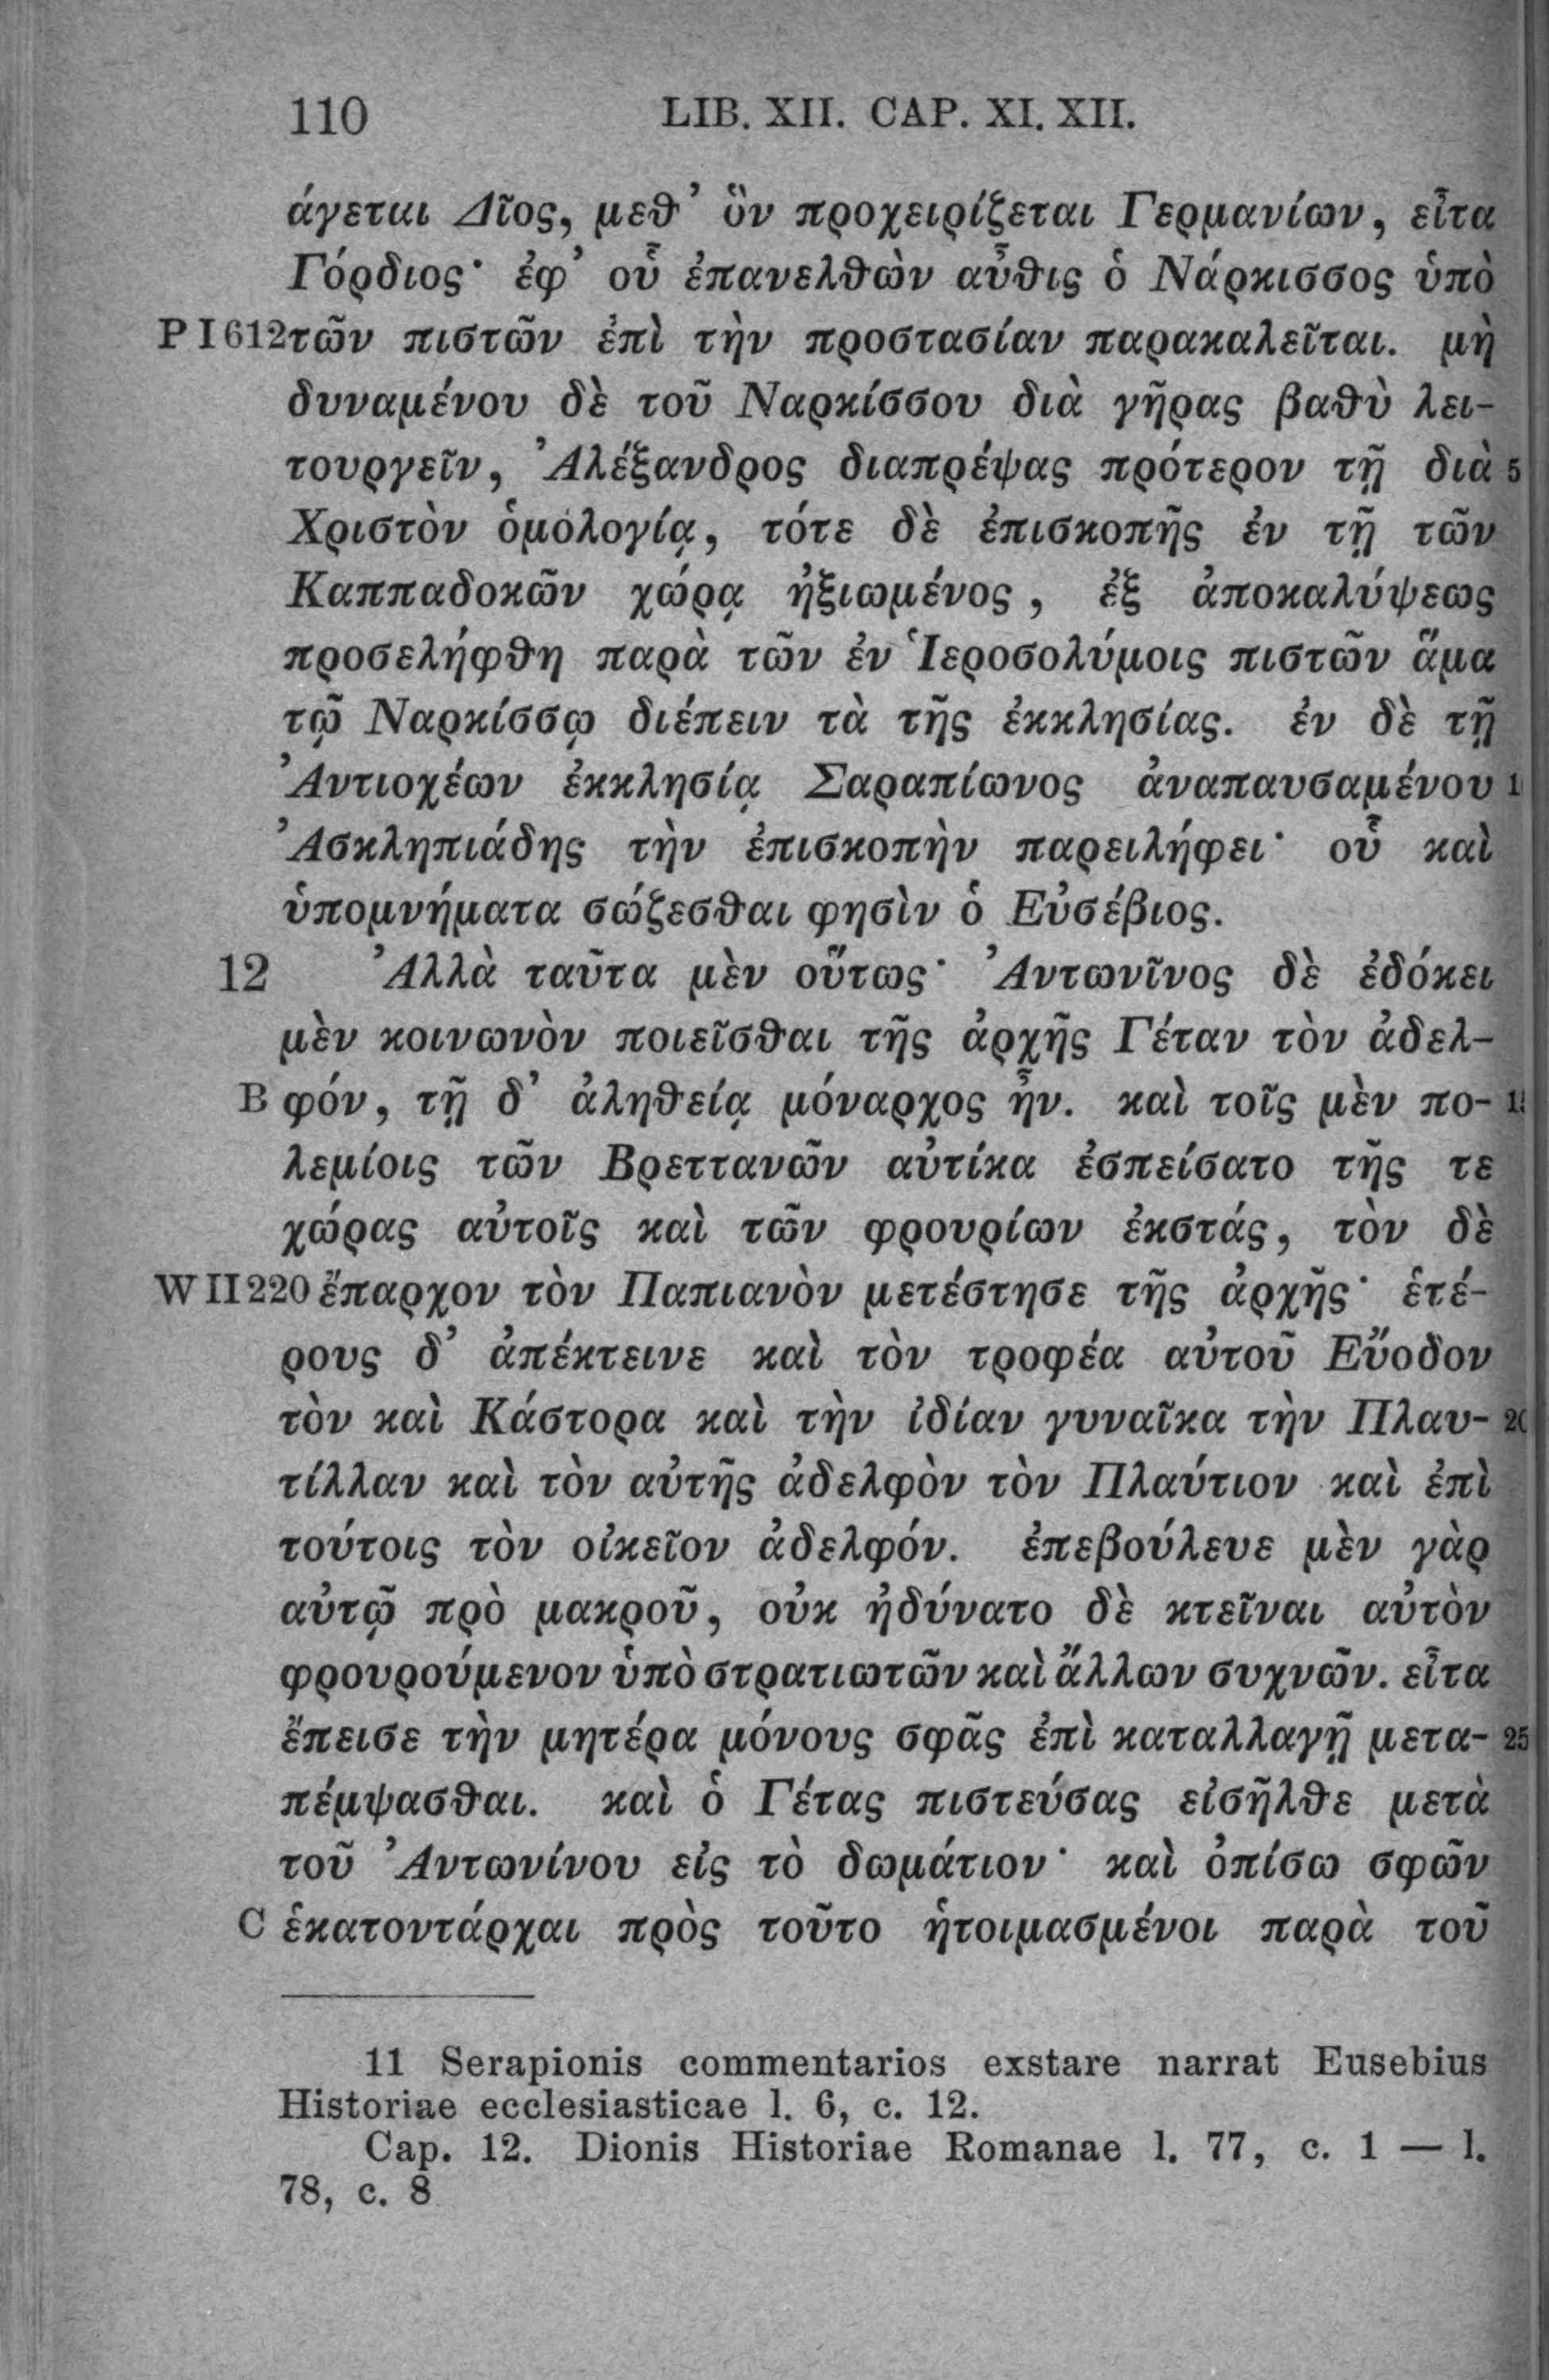 110 LIB. XII. CAP. XI. XII.
άγεται Δῖος, μεθ᾽ ὃν προχειρίζεται Γερμανίων, εἶτα
Γόρδιος· ἐφ᾽ οὗ ἐπανελθὼν αὖθις ὁ Νάρκισσος ὑπὸ
P I 612 τῶν πιστῶν ἐπὶ τὴν προστασίαν παρακαλεῖται. μὴ
δυναμένου δὲ τοῦ Ναρκίσσου διὰ γῆρας βαθὺ λει-
τουργεῖν, Ἀλέξανδρος διαπρέψας πρότερον τῇ διὰ 5
Χριστὸν ὁμολογίᾳ, τότε δὲ ἐπισκοπῆς ἐν τῇ τῶν
Καππαδοκῶν χώρᾳ ἠξιωμένος, ἐξ ἀποκαλύψεως
προσελήφθη παρὰ τῶν ἐν Ἱεροσολύμοις πιστῶν ἅμα
τῷ Ναρκίσσῳ διέπειν τὰ τῆς ἐκκλησίας. ἐν δὲ τῇ
Ἀντιοχέων ἐκκλησίᾳ Σαραπίωνος ἀναπαυσαμένου 1
Ἀσκληπιάδης τὴν ἐπισκοπὴν παρειλήφει· οὗ καὶ
ὑπομνήματα σώζεσθαι φησὶν ὁ Εὐσέβιος.
12 Ἀλλὰ ταῦτα μὲν οὕτως· Ἀντωνῖνος δὲ ἐδόκει
μὲν κοινωνὸν ποιεῖσθαι τῆς ἀρχῆς Γέταν τὸν ἀδελ-
B φόν, τῇ δ᾽ ἀληθείᾳ μόναρχος ἦν. καὶ τοῖς μὲν πο- 1
λεμίοις τῶν Βρεττανῶν αὐτίκα ἐσπείσατο τῆς τε
χώρας αὐτοῖς καὶ τῶν φρουρίων ἐκστάς, τὸν δὲ
W II 220 ἔπαρχον τὸν Παπιανὸν μετέστησε τῆς ἀρχῆς· ἑτέ-
ρους δ᾽ ἀπέκτεινε καὶ τὸν τροφέα αὐτοῦ Εὔοδον
τὸν καὶ Κάστορα καὶ τὴν ἰδίαν γυναῖκα τὴν Πλαυ- 20
τίλλαν καὶ τὸν αὐτῆς ἀδελφὸν τὸν Πλαύτιον καὶ ἐπὶ
τούτοις τὸν οἰκεῖον ἀδελφόν. ἐπεβούλευε μὲν γὰρ
αὐτῷ πρὸ μακροῦ, οὐκ ἠδύνατο δὲ κτεῖναι αὐτὸν
φρουρούμενον ὑπὸ στρατιωτῶν καὶ ἄλλων συχνῶν. εἶτα
ἔπεισε τὴν μητέρα μόνους σφᾶς ἐπὶ καταλλαγῇ μετα- 25
πέμψασθαι. καὶ ὁ Γέτας πιστεύσας εἰσῆλθε μετὰ
τοῦ Ἀντωνίνου εἰς τὸ δωμάτιον· καὶ ὀπίσω σφῶν
C ἑκατοντάρχαι πρὸς τοῦτο ἡτοιμασμένοι παρὰ τοῦ
11 Serapionis commentarios exstare narrat Eusebius
Historiae ecclesiasticae l. 6, c. 12.
Cap. 12. Dionis Historiae Romanae l. 77, c. 1 — l.
78, c. 8